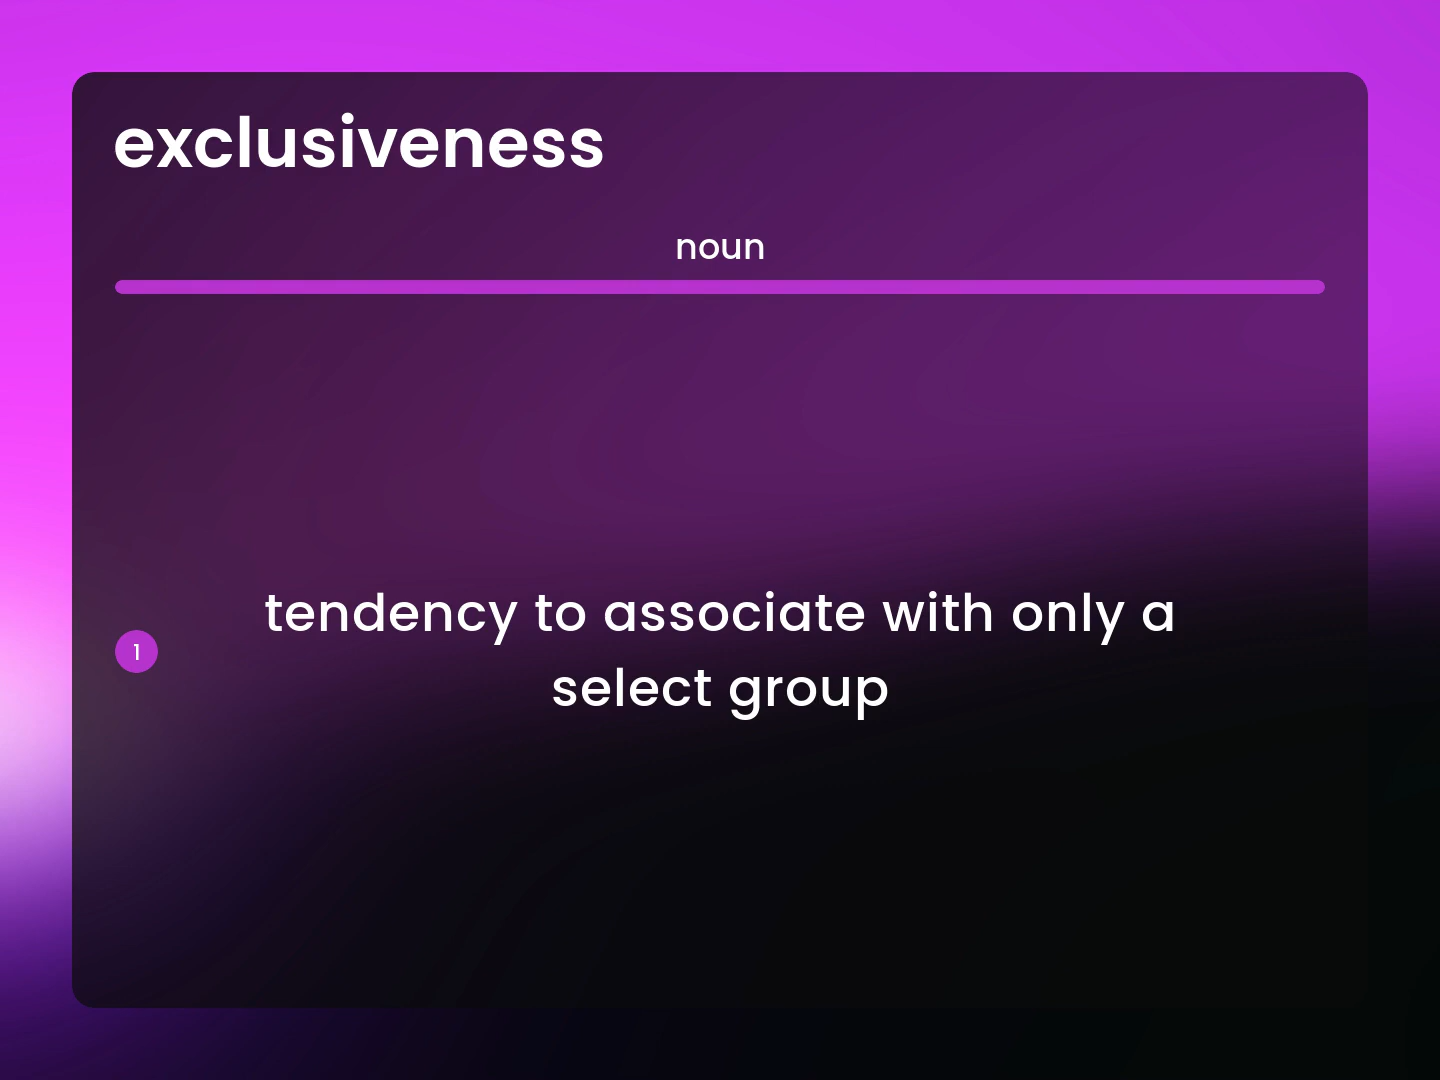 exclusiveness
noun
1
tendency to associate with only a
select group